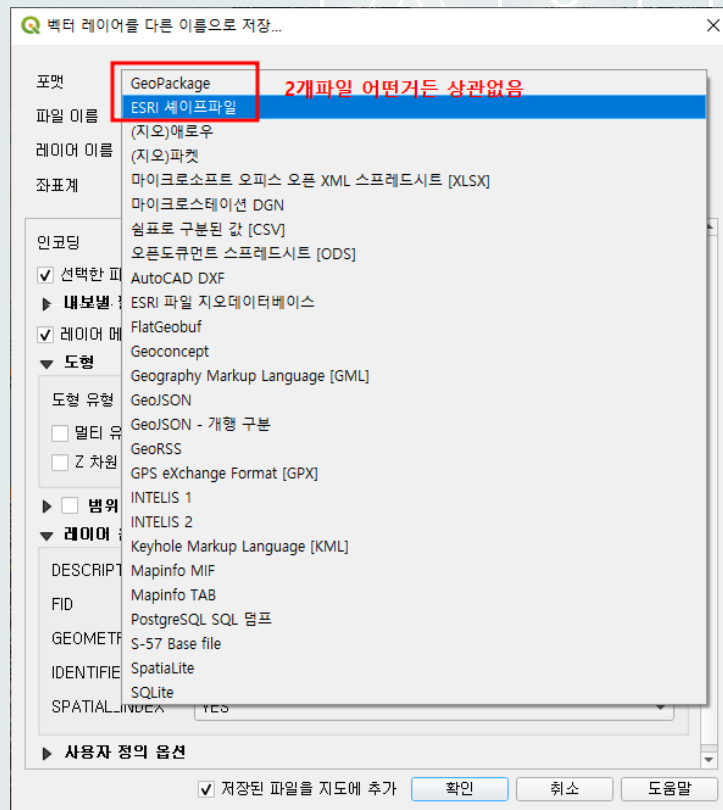 벡터 레이어를 다른 이름으로 저장...
포맷
GeoPackage
2개파일 어떤거든 상관없음
파일 이름
ESRI 셰이프파일
(지오)애로우
레이어 이름
(지오)파켓
좌표계
마이크로소프트 오피스 오픈 XML 스프레드시트 [XLSX]
마이크로스테이션 DGN
쉼표로 구분된 값 [CSV]
인코딩
오픈도큐먼트 스프레드시트 [ODS]
선택한
AutoCAD DXF
내보낼
ESRI 파일 지오데이터베이스
레이어
FlatGeobuf
Geoconcept
도형
Geography Markup Language [GML]
도형 유형
GeoJSON
GeoJSON - 개행 구분
멀티
GeoRSS
Z 차원
GPS eXchange Format [GPX]
INTELIS 1
범위
INTELIS 2
레이어
Keyhole Markup Language [KML]
DESCRIPT
Mapinfo MIF
Mapinfo TAB
FID
PostgreSQL SQL 덤프
GEOMETR
S-57 Base file
IDENTIFIE
SpatiaLite
SQLite
SPATIAL_INDEX
YES
사용자 정의 옵션
저장된 파일을 지도에 추가
확인
취소
도움말